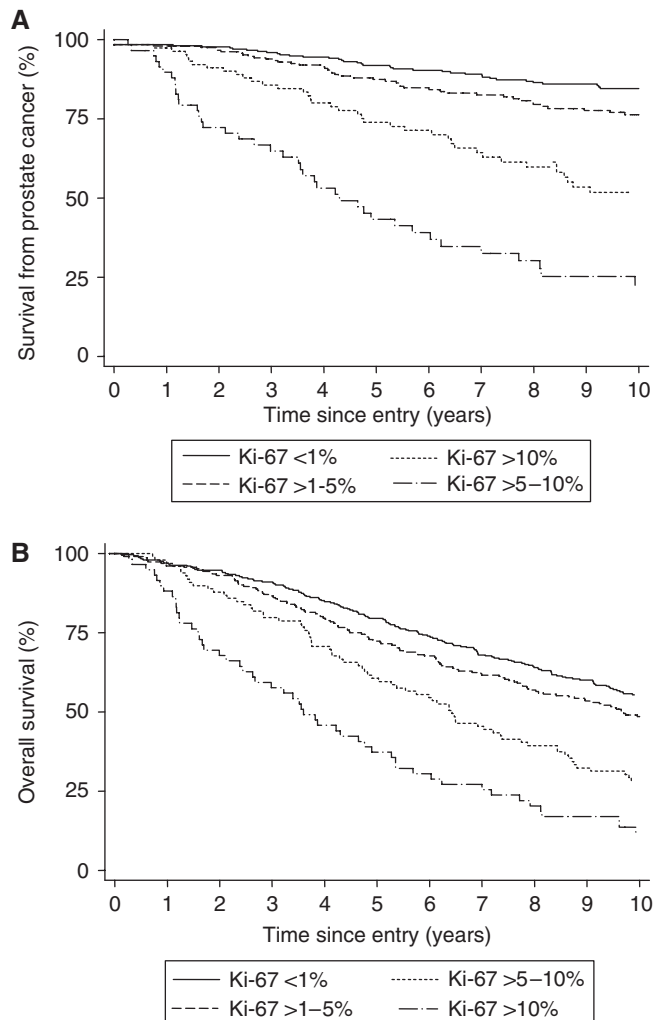 A
Survival from prostate cancer (%)
100
75
50
25
0
0 1 2 3 4 5 6 7 8 9 10
Time since entry (years)
Ki-67 <1% Ki-67 >10%
Ki-67 >1-5% Ki-67 >5–10%
B
Overall survival (%)
100
75
50
25
0
0 1 2 3 4 5 6 7 8 9 10
Time since entry (years)
Ki-67 <1% Ki-67 >5–10%
Ki-67 >1–5% Ki-67 >10%